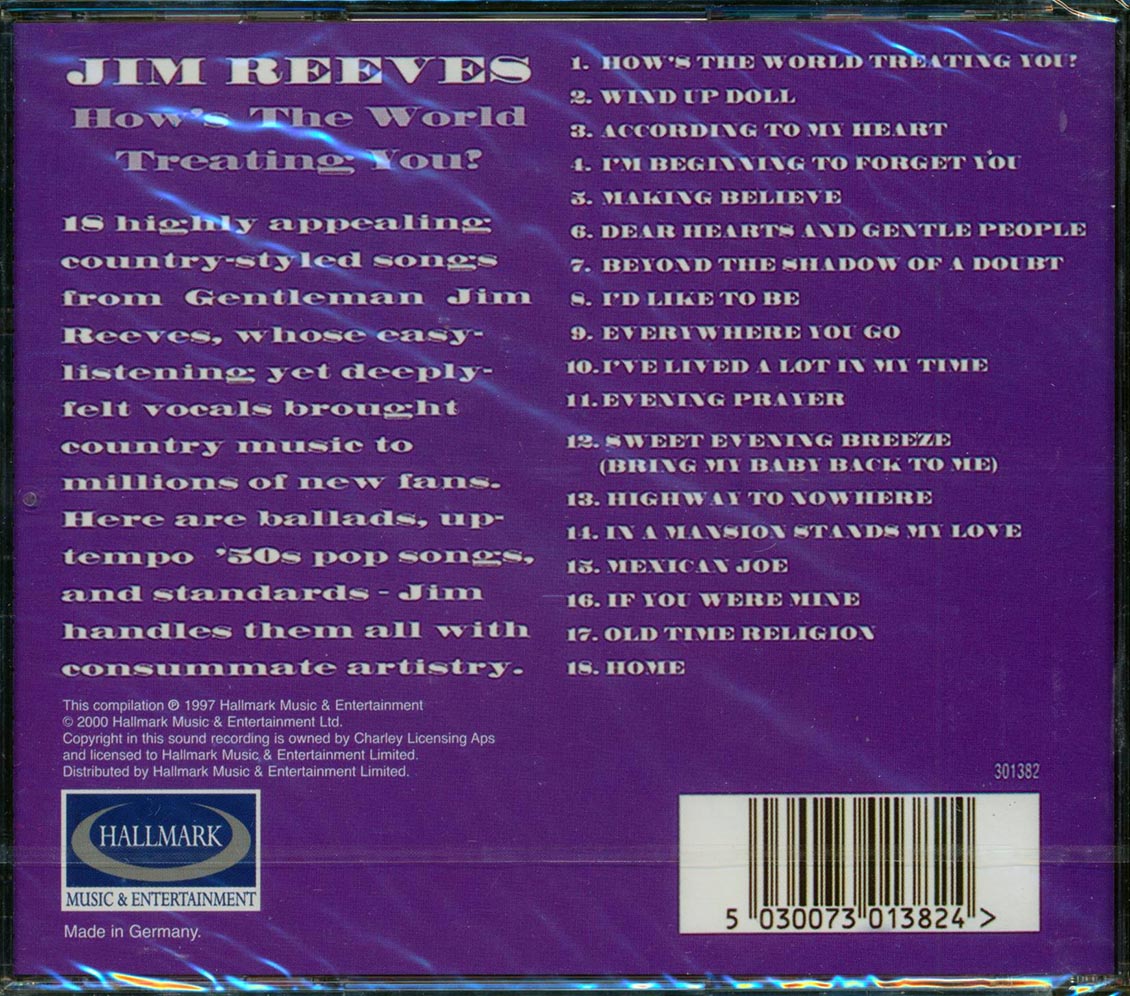 JIM REEVES
How's The World
Treating You?
18 highly appealing
country-styled songs
from Gentleman Jim
Reeves, whose easy-
listening yet deeply-
felt vocals brought
country music to
millions of new fans.
Here are ballads, up-
tempo '50s pop songs,
and standards - Jim
handles them all with
consummate artistry.
This compilation ℗ 1997 Hallmark Music & Entertainment
© 2000 Hallmark Music & Entertainment Ltd.
Copyright in this sound recording is owned by Charley Licensing Aps
and licensed to Hallmark Music & Entertainment Limited.
Distributed by Hallmark Music & Entertainment Limited.
HALLMARK
MUSIC & ENTERTAINMENT
Made in Germany.
1. HOW'S THE WORLD TREATING YOU?
2. WIND UP DOLL
3. ACCORDING TO MY HEART
4. I'M BEGINNING TO FORGET YOU
5. MAKING BELIEVE
6. DEAR HEARTS AND GENTLE PEOPLE
7. BEYOND THE SHADOW OF A DOUBT
8. I'D LIKE TO BE
9. EVERYWHERE YOU GO
10. I'VE LIVED A LOT IN MY TIME
11. EVENING PRAYER
12. SWEET EVENING BREEZE
(BRING MY BABY BACK TO ME)
13. HIGHWAY TO NOWHERE
14. IN A MANSION STANDS MY LOVE
15. MEXICAN JOE
16. IF YOU WERE MINE
17. OLD TIME RELIGION
18. HOME
301382
5 030073 013824 >